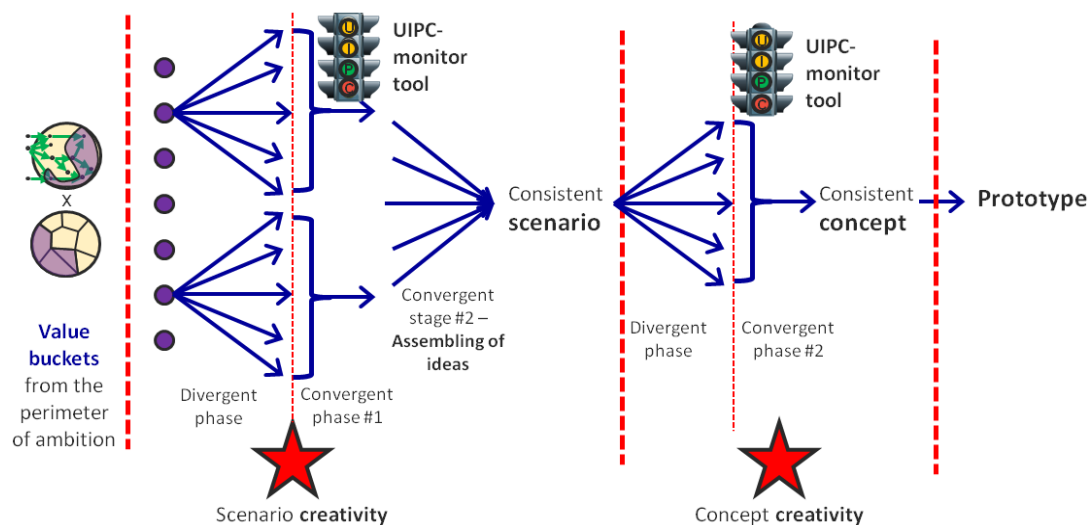 U
I
P
C
UIPC-
monitor
tool
U
I
P
C
UIPC-
monitor
tool
X
Value
buckets
from the
perimeter
of ambition
Divergent
phase
Convergent
phase #1
Convergent
stage #2 –
Assembling of
ideas
Consistent
scenario
Divergent
phase
Convergent
phase #2
Consistent
concept
Prototype
Scenario creativity
Concept creativity